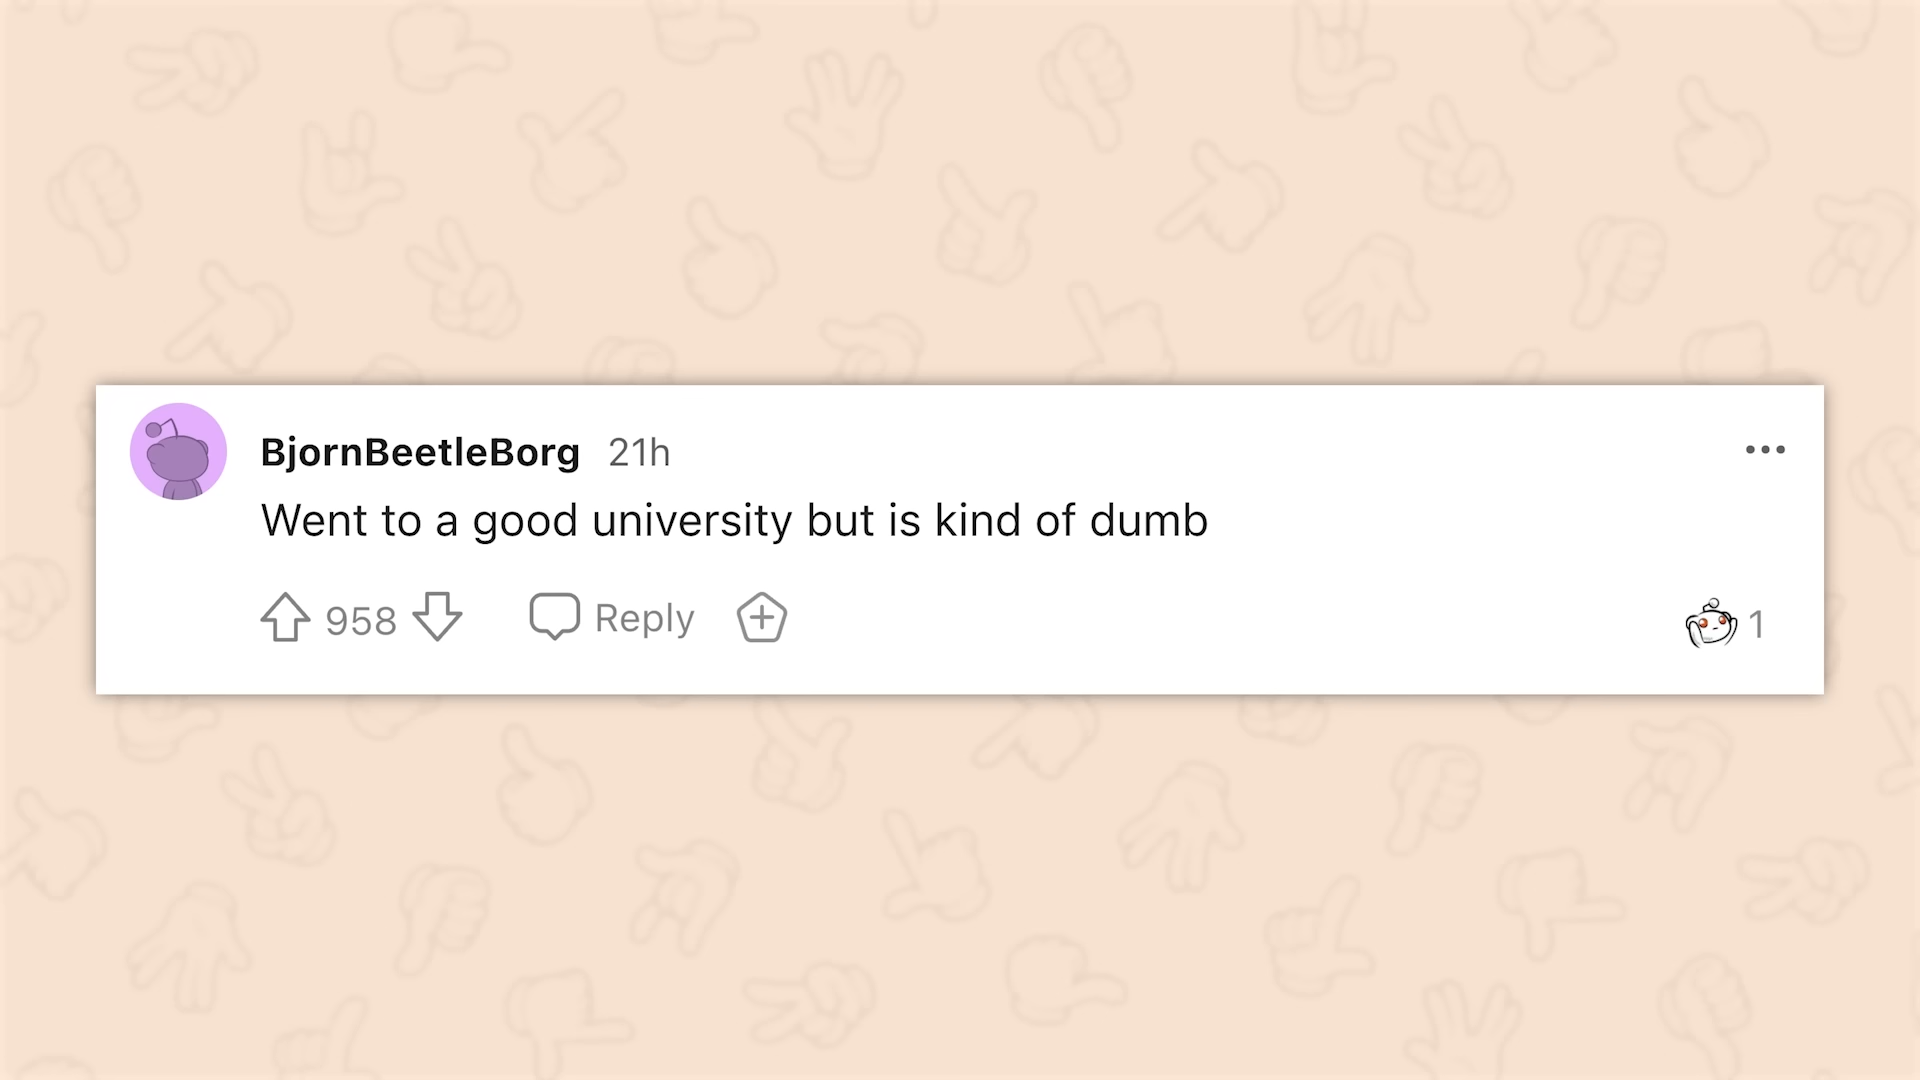 BjornBeetleBorg 21h
Went to a good university but is kind of dumb
958 Reply 1